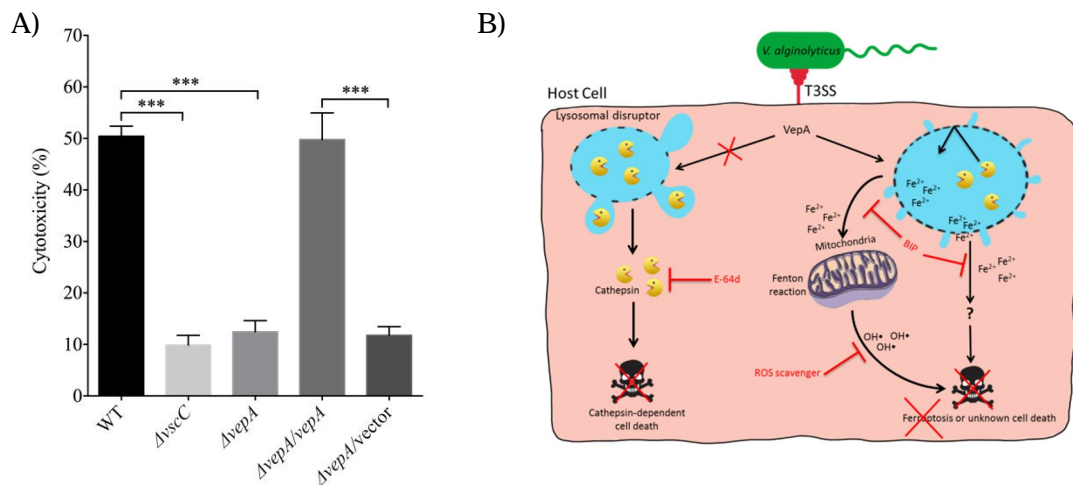 A)
Cytotoxicity (%)
70
60
50
40
30
20
10
0
***
***
***
WT
ΔvscC
ΔvepA
ΔvepA/vepA
ΔvepA/vector
B)
V. alginolyticus
T3SS
Host Cell
Lysosomal disruptor
VepA
Fe²⁺
Fe²⁺
Fe²⁺
Fe²⁺
Fe²⁺
Fe²⁺
Fe²⁺
Fe²⁺
Fe²⁺
Fe²⁺
BIP
Mitochondria
Fe²⁺ Fe²⁺
Fe²⁺
Cathepsin
E-64d
Fenton
reaction
?
OH• OH•
OH•
ROS scavenger
Cathepsin-dependent
cell death
Ferroptosis or unknown cell death